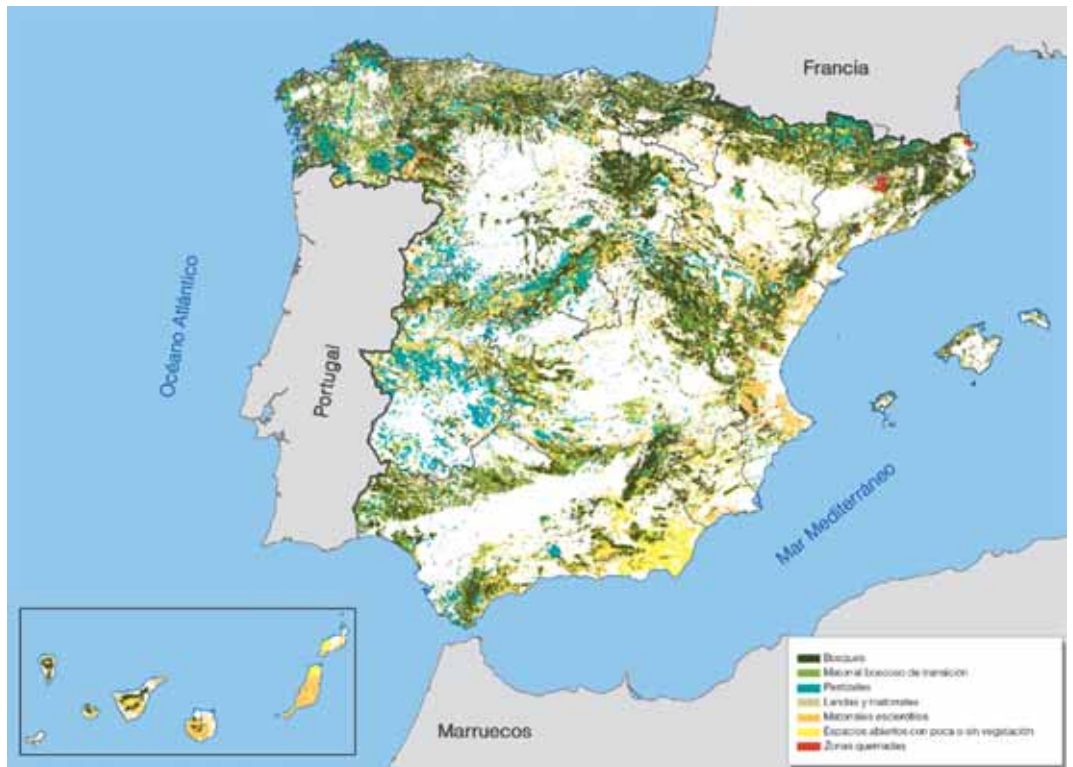 Francia
Océano Atlántico
Portugal
Mar Mediterráneo
Marruecos
Bosques
Matorral boscoso de transición
Pastizales
Landas y matorrales
Matorrales esclerófilos
Espacios abiertos con poca o sin vegetación
Zonas quemadas